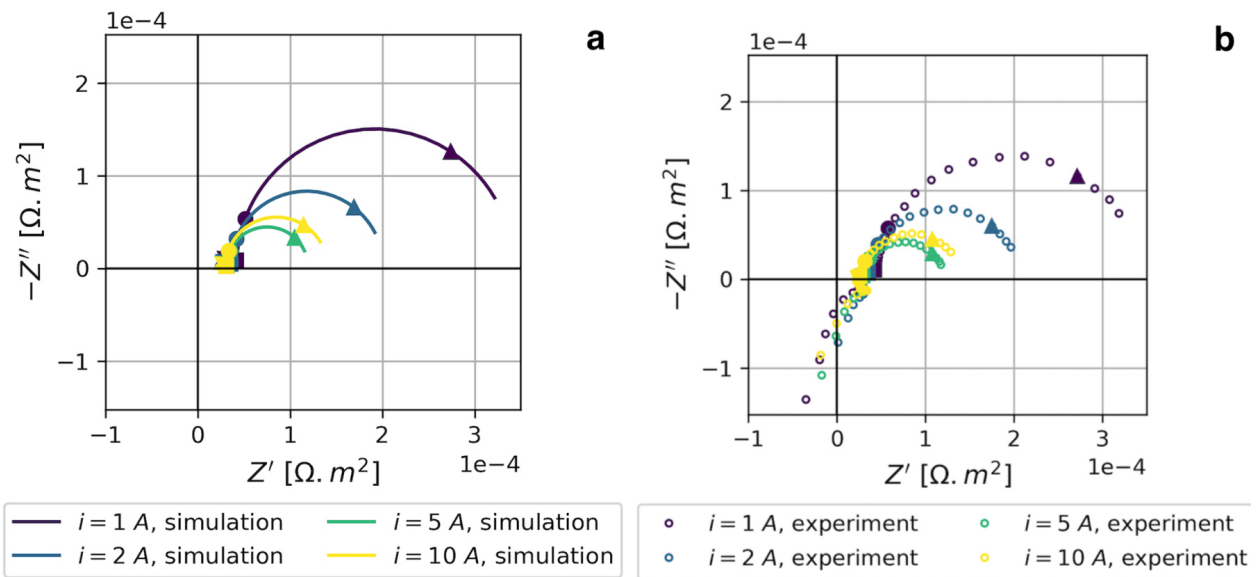 1e−4
a
2
1
0
−1
−Z″ [Ω.m²]
−1 0 1 2 3
Z′ [Ω.m²]
1e−4
i = 1 A, simulation
i = 2 A, simulation
i = 5 A, simulation
i = 10 A, simulation
1e−4
b
2
1
0
−1
−Z″ [Ω.m²]
−1 0 1 2 3
Z′ [Ω.m²]
1e−4
i = 1 A, experiment
i = 2 A, experiment
i = 5 A, experiment
i = 10 A, experiment